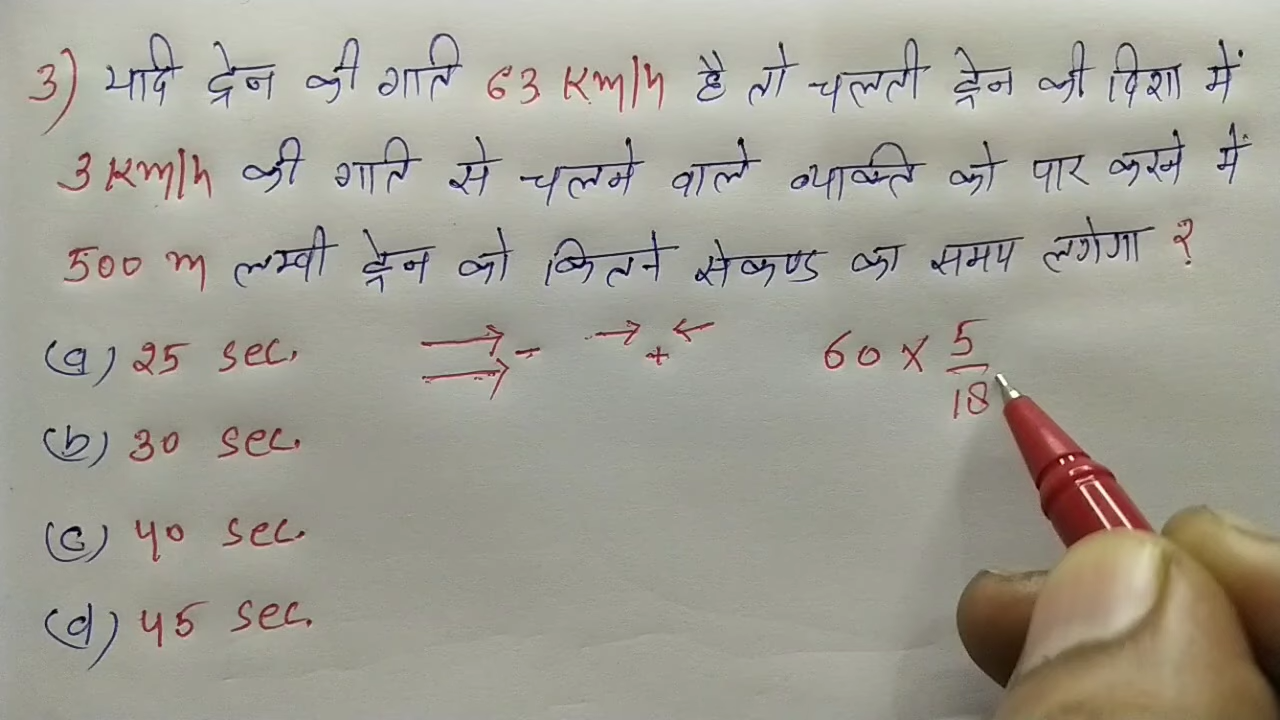 3) यदि ट्रेन की गति 63 Km/h है तो चलती ट्रेन की दिशा में
3 Km/h की गति से चलने वाले व्यक्ति को पार करने में
500 m लम्बी ट्रेन को कितने सेकण्ड का समय लगेगा ?
(a) 25 sec.
→ → - → ← +
60 × 5/18
(b) 30 sec.
(c) 40 sec.
(d) 45 sec.